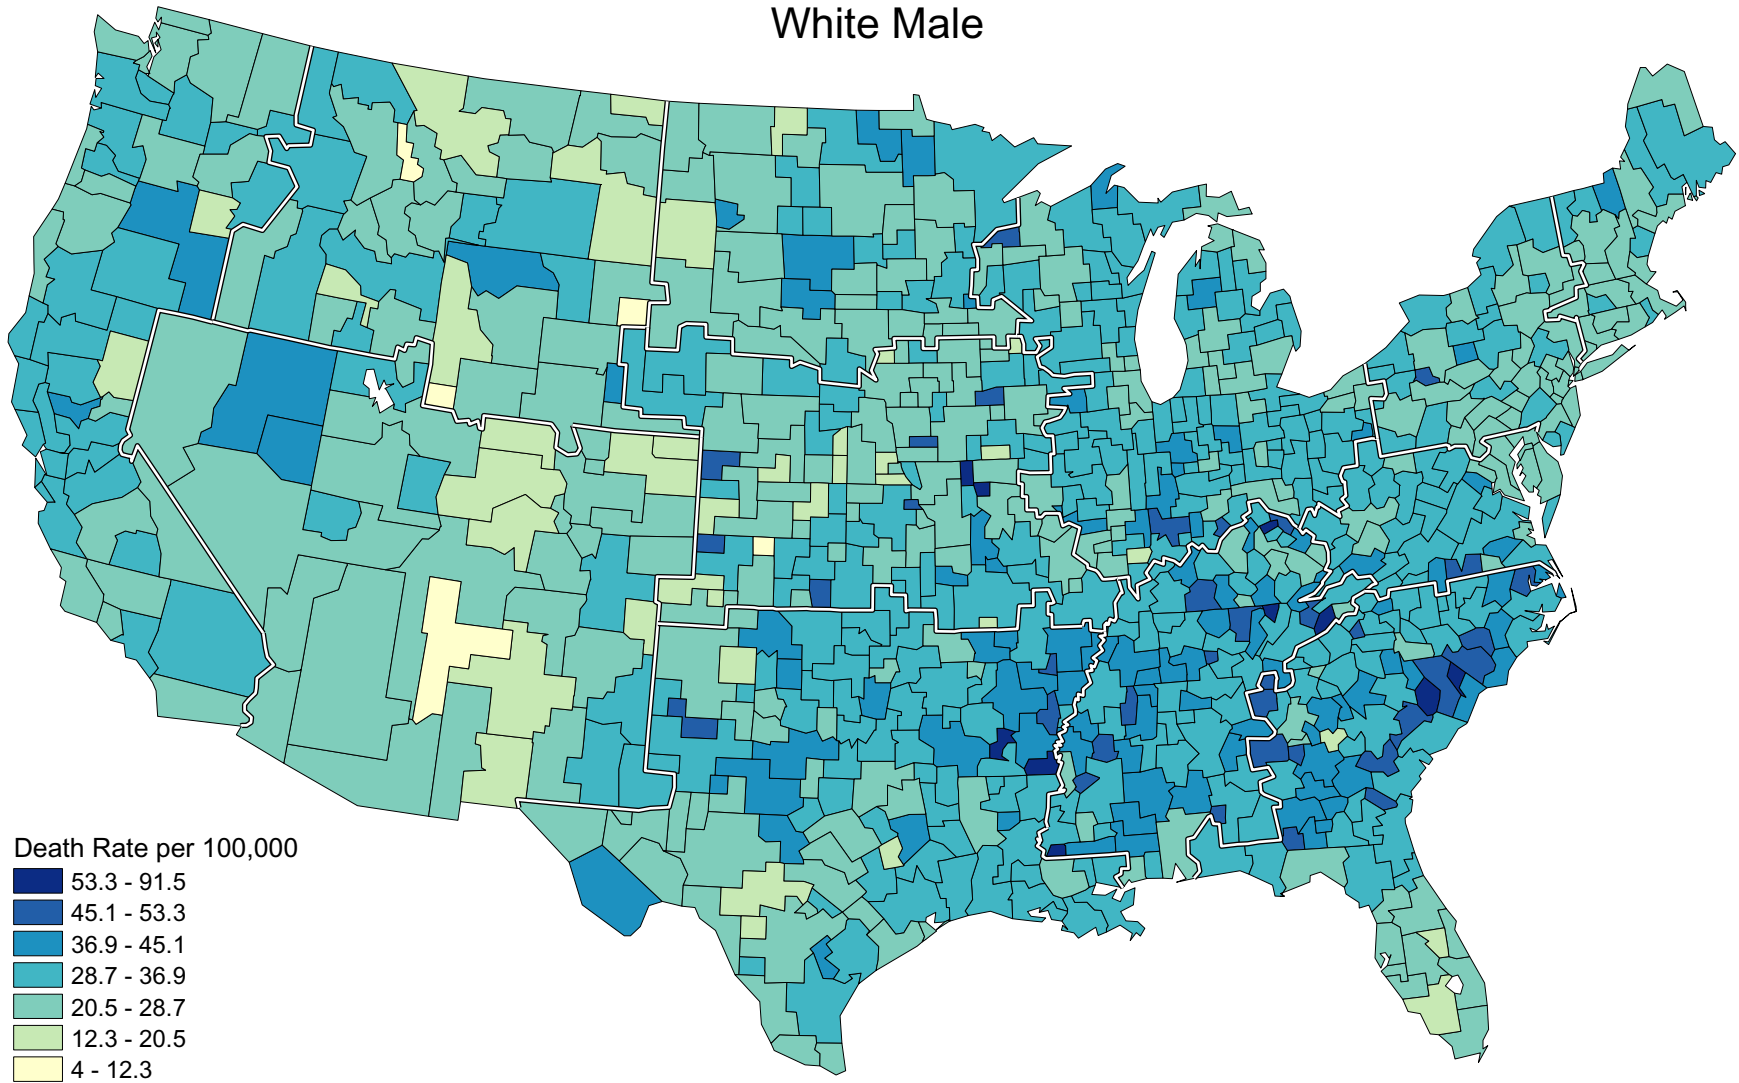 White Male
Death Rate per 100,000
53.3 - 91.5
45.1 - 53.3
36.9 - 45.1
28.7 - 36.9
20.5 - 28.7
12.3 - 20.5
4 - 12.3